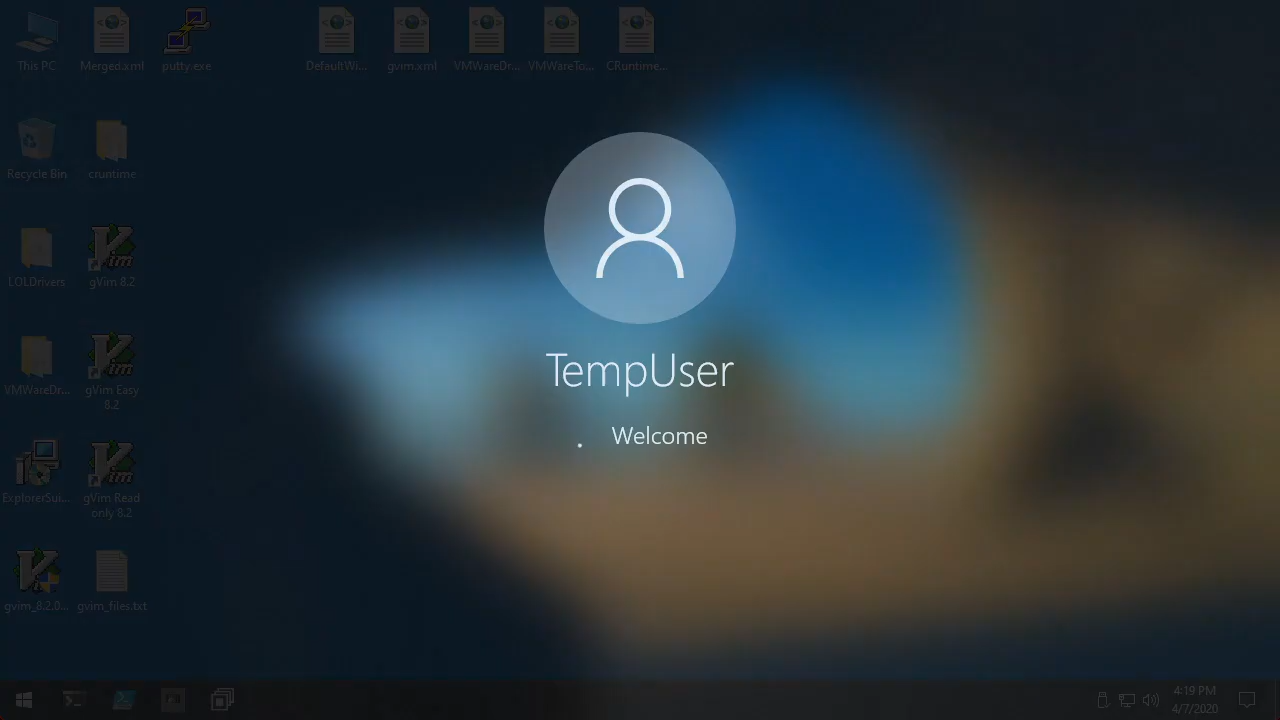 This PC
Merged.xml
putty.exe
DefaultWi...
gvim.xml
VMWareDr...
VMWareTo...
CRuntime...
Recycle Bin
cruntime
LOLDrivers
gVim 8.2
VMWareDr...
gVim Easy
8.2
ExplorerSui...
gVim Read
only 8.2
gvim_8.2.0...
gvim_files.txt
TempUser
Welcome
4:19 PM
4/7/2020